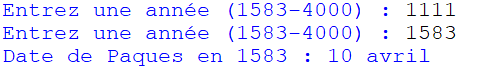 Entrez une année (1583-4000) : 1111
Entrez une année (1583-4000) : 1583
Date de Paques en 1583 : 10 avril